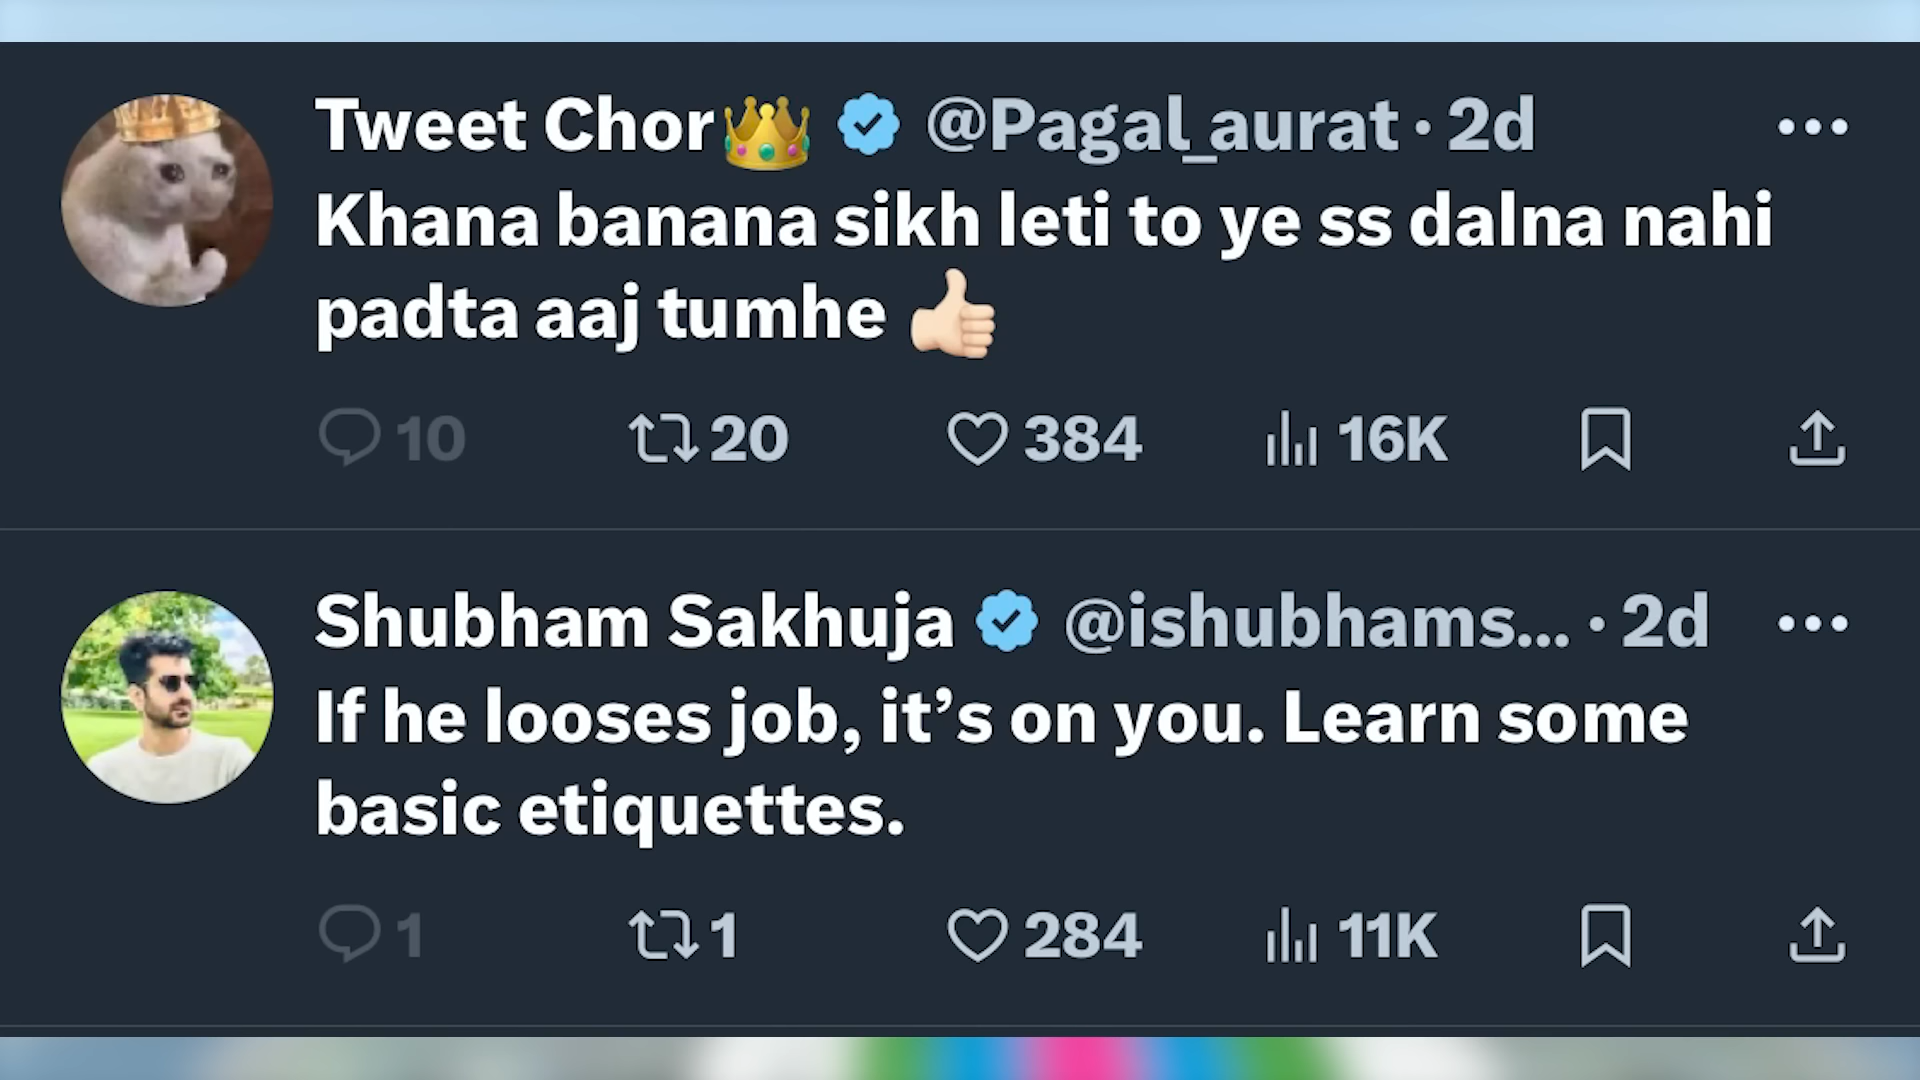 Tweet Chor👑 @Pagal_aurat · 2d
Khana banana sikh leti to ye ss dalna nahi
padta aaj tumhe 👍🏻
10 20 384 16K
Shubham Sakhuja @ishubhams... · 2d
If he looses job, it’s on you. Learn some
basic etiquettes.
1 1 284 11K